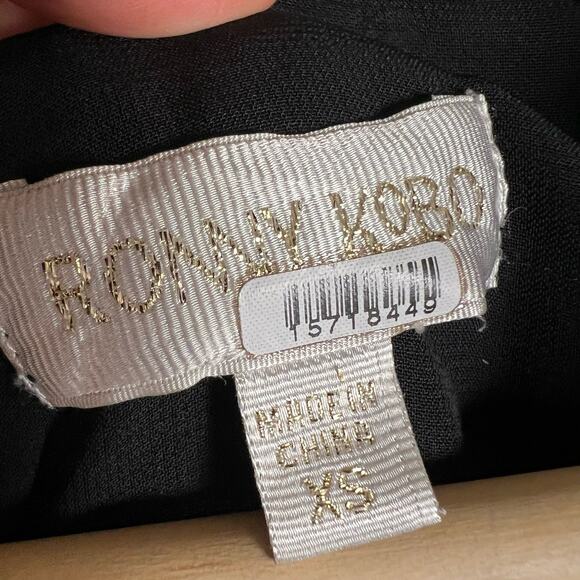 RONNY KOBO
15718449
MADE IN
CHINA
XS